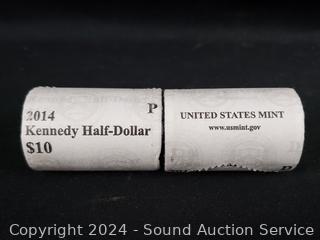 2014 P
Kennedy Half-Dollar
$10
UNITED STATES MINT
www.usmint.gov
D
Copyright 2024 - Sound Auction Service